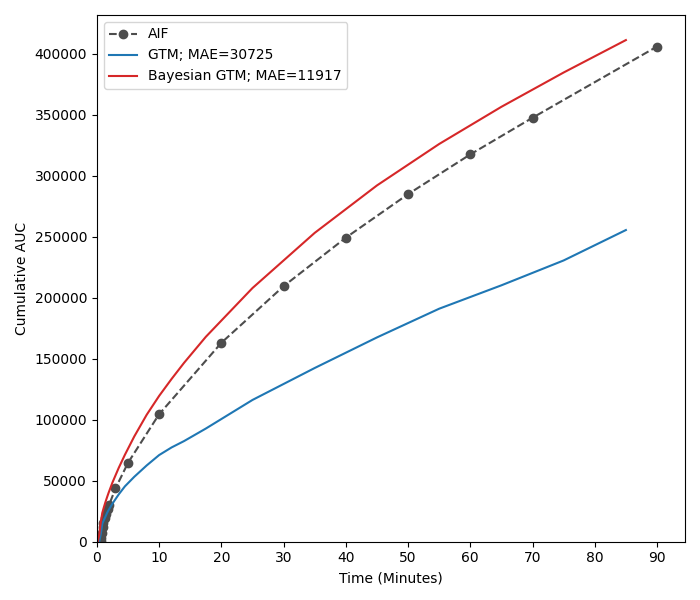 AIF
GTM; MAE=30725
Bayesian GTM; MAE=11917
400000
350000
300000
250000
200000
150000
100000
50000
0
Cumulative AUC
0 10 20 30 40 50 60 70 80 90
Time (Minutes)